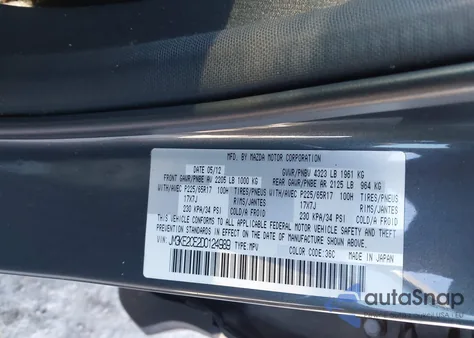 MFD. BY MAZDA MOTOR CORPORATION
DATE 05/12 GVWR/PNBV 4323 LB 1961 KG
FRONT GAWR/PNBE AV 2205 LB 1000 KG REAR GAWR/PNBE AR 2125 LB 964 KG
WITH/AVEC P225/65R17 100H TIRES/PNEUS WITH/AVEC P225/65R17 100H TIRES/PNEUS
17X7J RIMS/JANTES 17X7J RIMS/JANTES
230 KPA/34 PSI COLD/A FROID 230 KPA/34 PSI COLD/A FROID
THIS VEHICLE CONFORMS TO ALL APPLICABLE FEDERAL MOTOR VEHICLE SAFETY AND THEFT
PREVENTION STANDARDS IN EFFECT ON THE DATE OF MANUFACTURE SHOWN ABOVE.
VIN: TYPE: MPV COLOR CODE: 36C MADE IN JAPAN
autoSnap